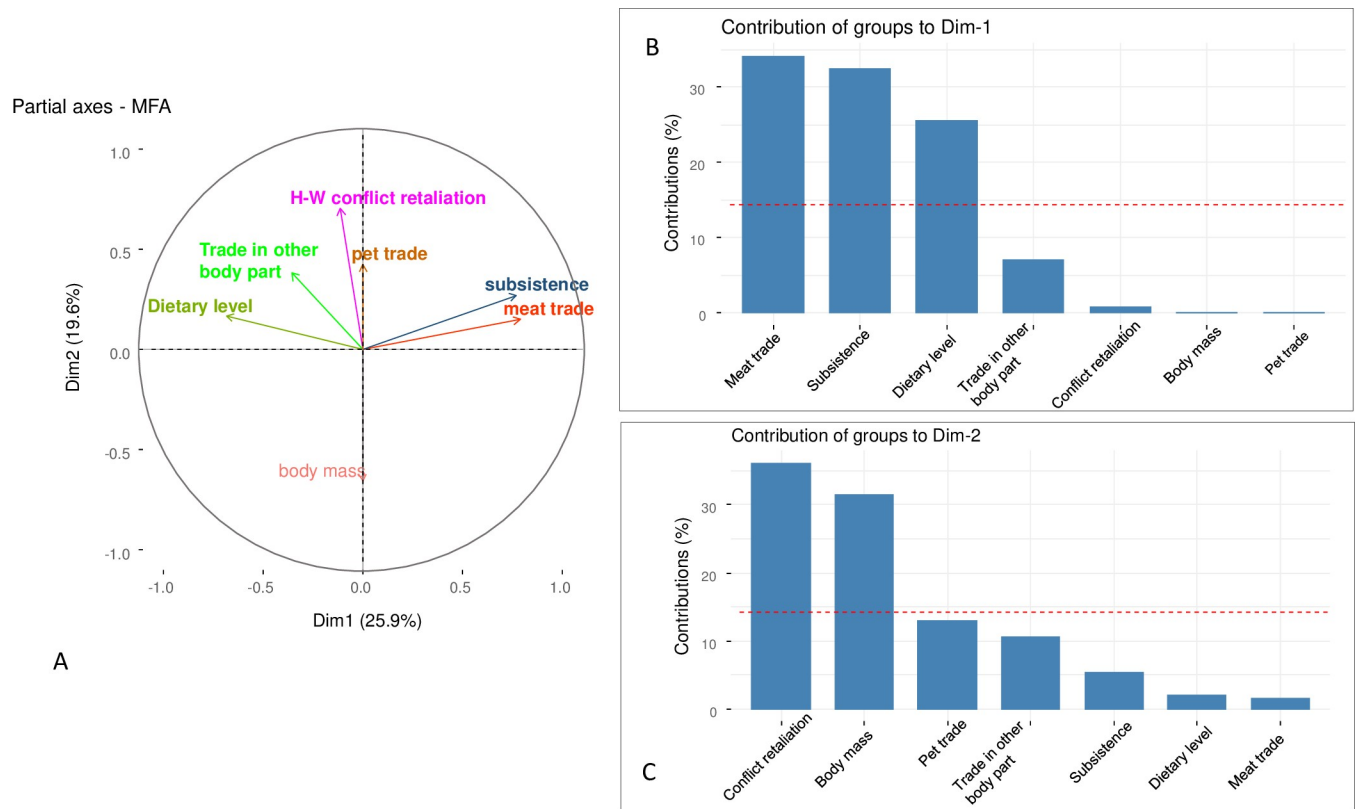 Partial axes - MFA
1.0
0.5
0.0
-0.5
-1.0
Dim2 (19.6%)
H-W conflict retaliation
Trade in other
body part
pet trade
Dietary level
subsistence
meat trade
body mass
-1.0
-0.5
0.0
0.5
1.0
Dim1 (25.9%)
A
B
Contribution of groups to Dim-1
Contributions (%)
30
20
10
0
Meat trade
Subsistence
Dietary level
Trade in other
body part
Conflict retaliation
Body mass
Pet trade
Contribution of groups to Dim-2
Contributions (%)
30
20
10
0
Conflict retaliation
Body mass
Pet trade
Trade in other
body part
Subsistence
Dietary level
Meat trade
C